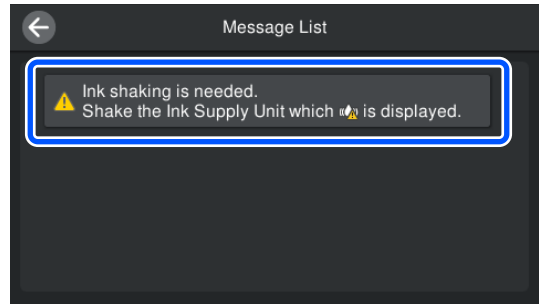 Message List
Ink shaking is needed.
Shake the Ink Supply Unit which is displayed.